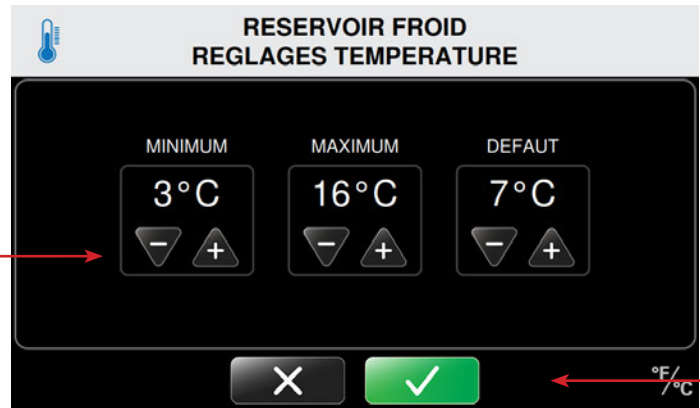 RESERVOIR FROID
REGLAGES TEMPERATURE
MINIMUM MAXIMUM DEFAUT
3°C 16°C 7°C
- + - + - +
°F/°C